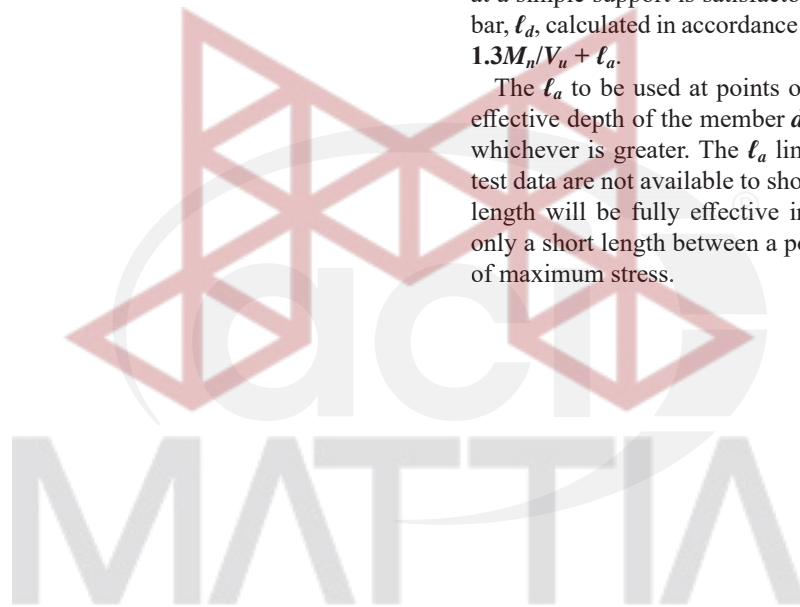 at a simple support is satisfactor
bar, ℓd, calculated in accordance
1.3Mn/Vu + ℓa.
The ℓa to be used at points o
effective depth of the member d
whichever is greater. The ℓa lin
test data are not available to sho
length will be fully effective in
only a short length between a po
of maximum stress.
®
aci
MATTIA